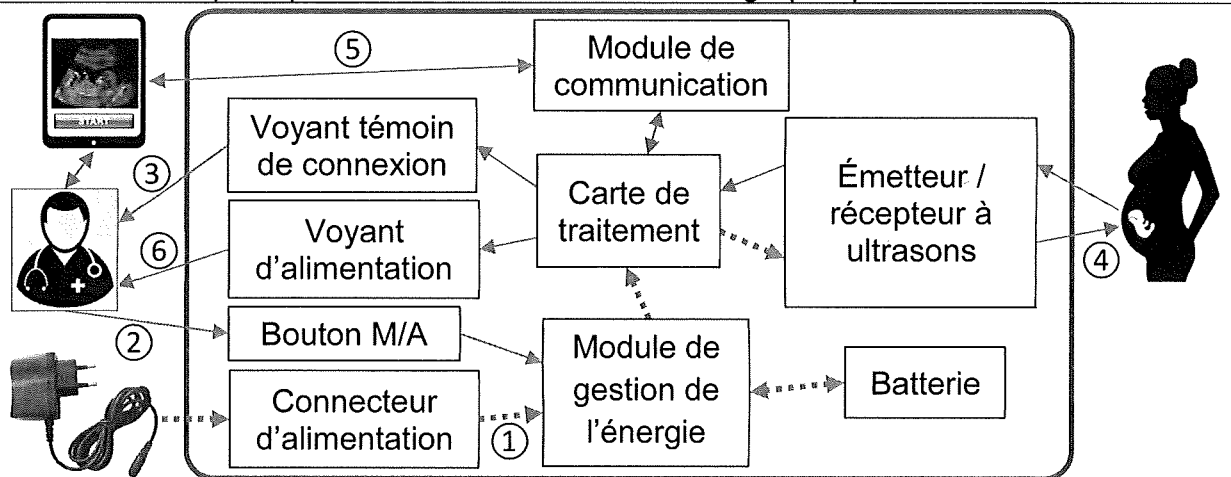 ⑤
Module de
communication
START
Voyant témoin
de connexion
③
Carte de
traitement
Émetteur /
récepteur à
ultrasons
Voyant
d'alimentation
⑥
④
②
Bouton M/A
Module de
gestion de
l'énergie
Batterie
Connecteur
d'alimentation
①